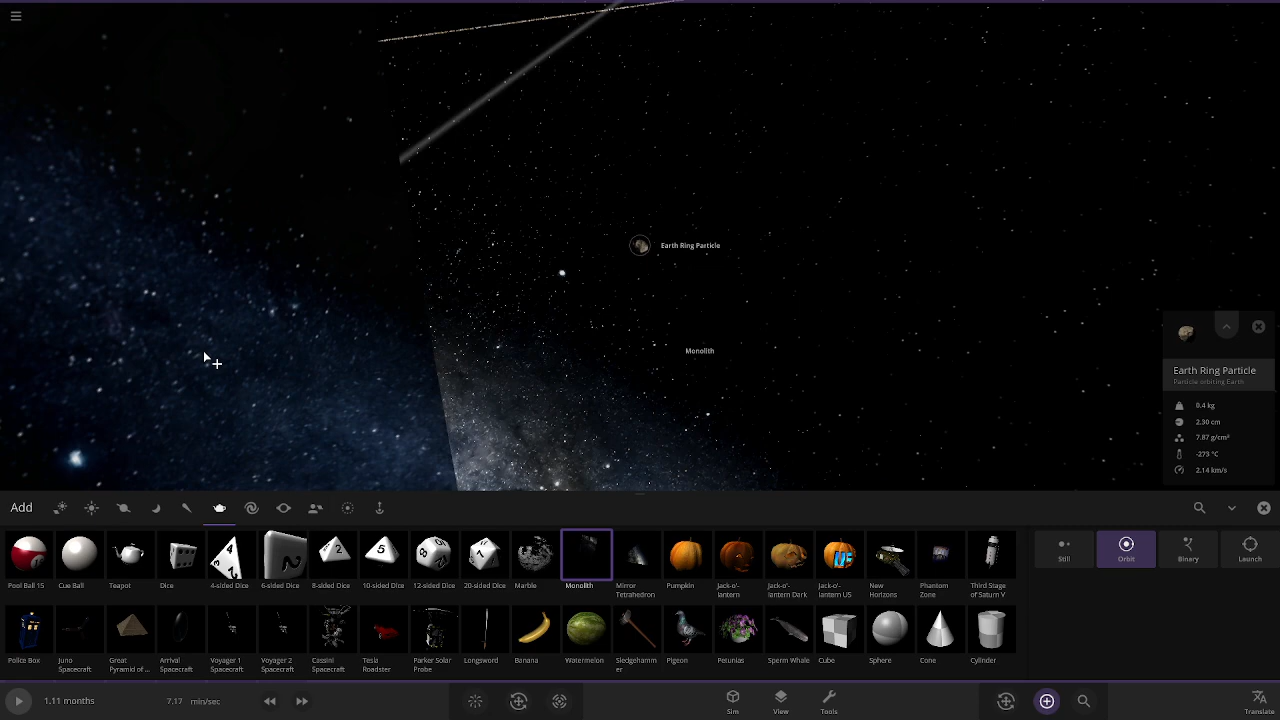 Earth Ring Particle
Monolith
Earth Ring Particle
Particle orbiting Earth
0.4 kg
2.30 cm
7.87 g/cm³
-273 °C
2.14 km/s
Add
Pool Ball 15
Cue Ball
Teapot
Dice
4-sided Dice
6-sided Dice
8-sided Dice
10-sided Dice
12-sided Dice
20-sided Dice
Marble
Monolith
Mirror
Tetrahedron
Pumpkin
Jack-o'-
lantern
Jack-o'-
lantern Dark
Jack-o'-
lantern US
New
Horizons
Phantom
Zone
Third Stage
of Saturn V
Still
Orbit
Binary
Launch
Police Box
Juno
Spacecraft
Great
Pyramid of ...
Arrival
Spacecraft
Voyager 1
Spacecraft
Voyager 2
Spacecraft
Cassini
Spacecraft
Tesla
Roadster
Parker Solar
Probe
Longsword
Banana
Watermelon
Sledgehamm
er
Pigeon
Petunias
Sperm Whale
Cube
Sphere
Cone
Cylinder
1.11 months
7.17 min/sec
Sim
View
Tools
Translate